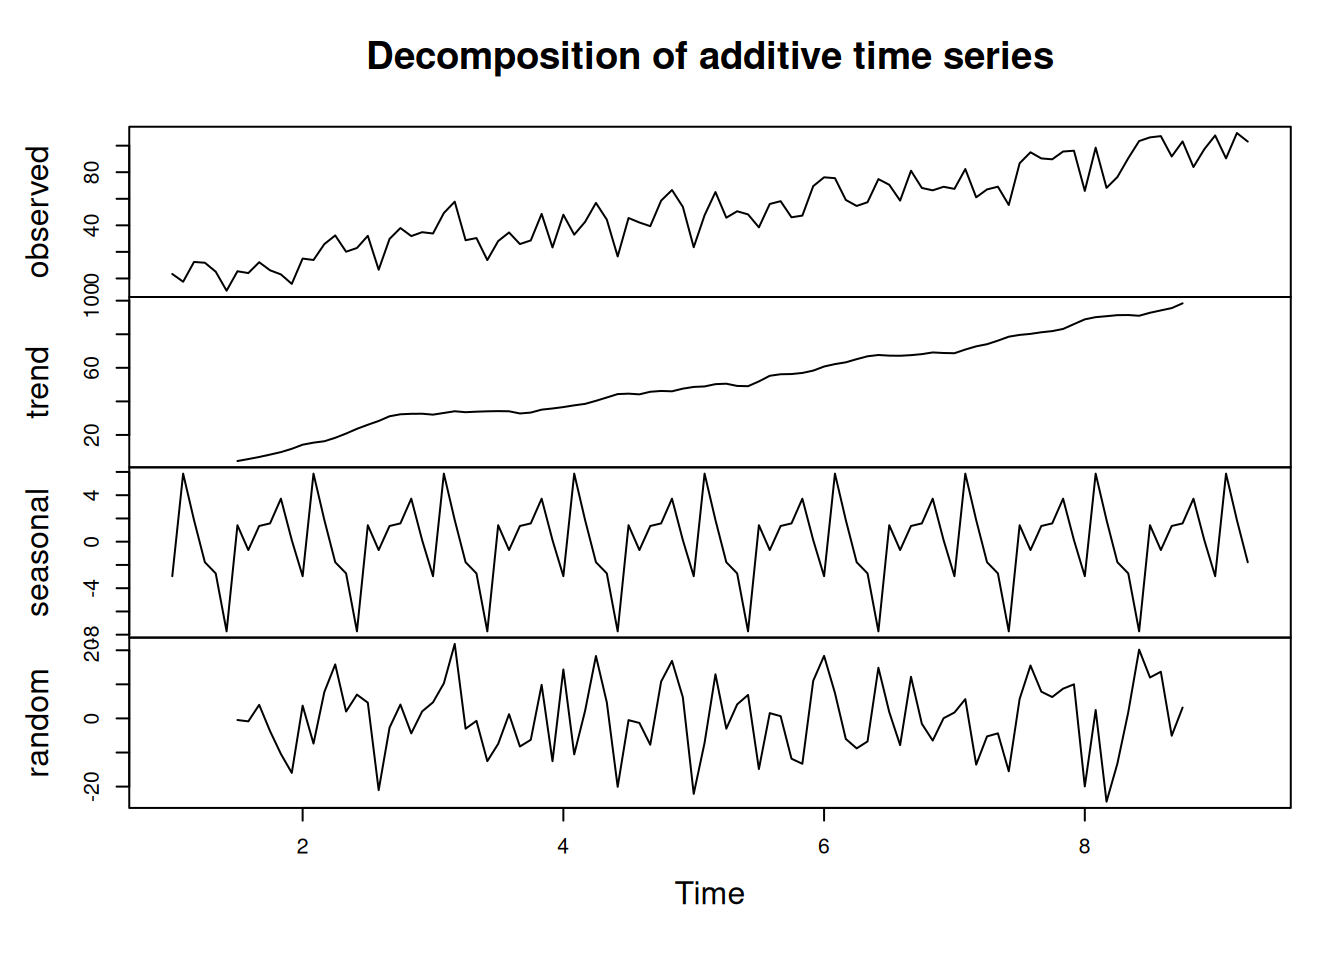 Decomposition of additive time series
observed
0 40 80
trend
20 60 100
seasonal
-8 -4 0 4
random
-20 0 20
2 4 6 8
Time